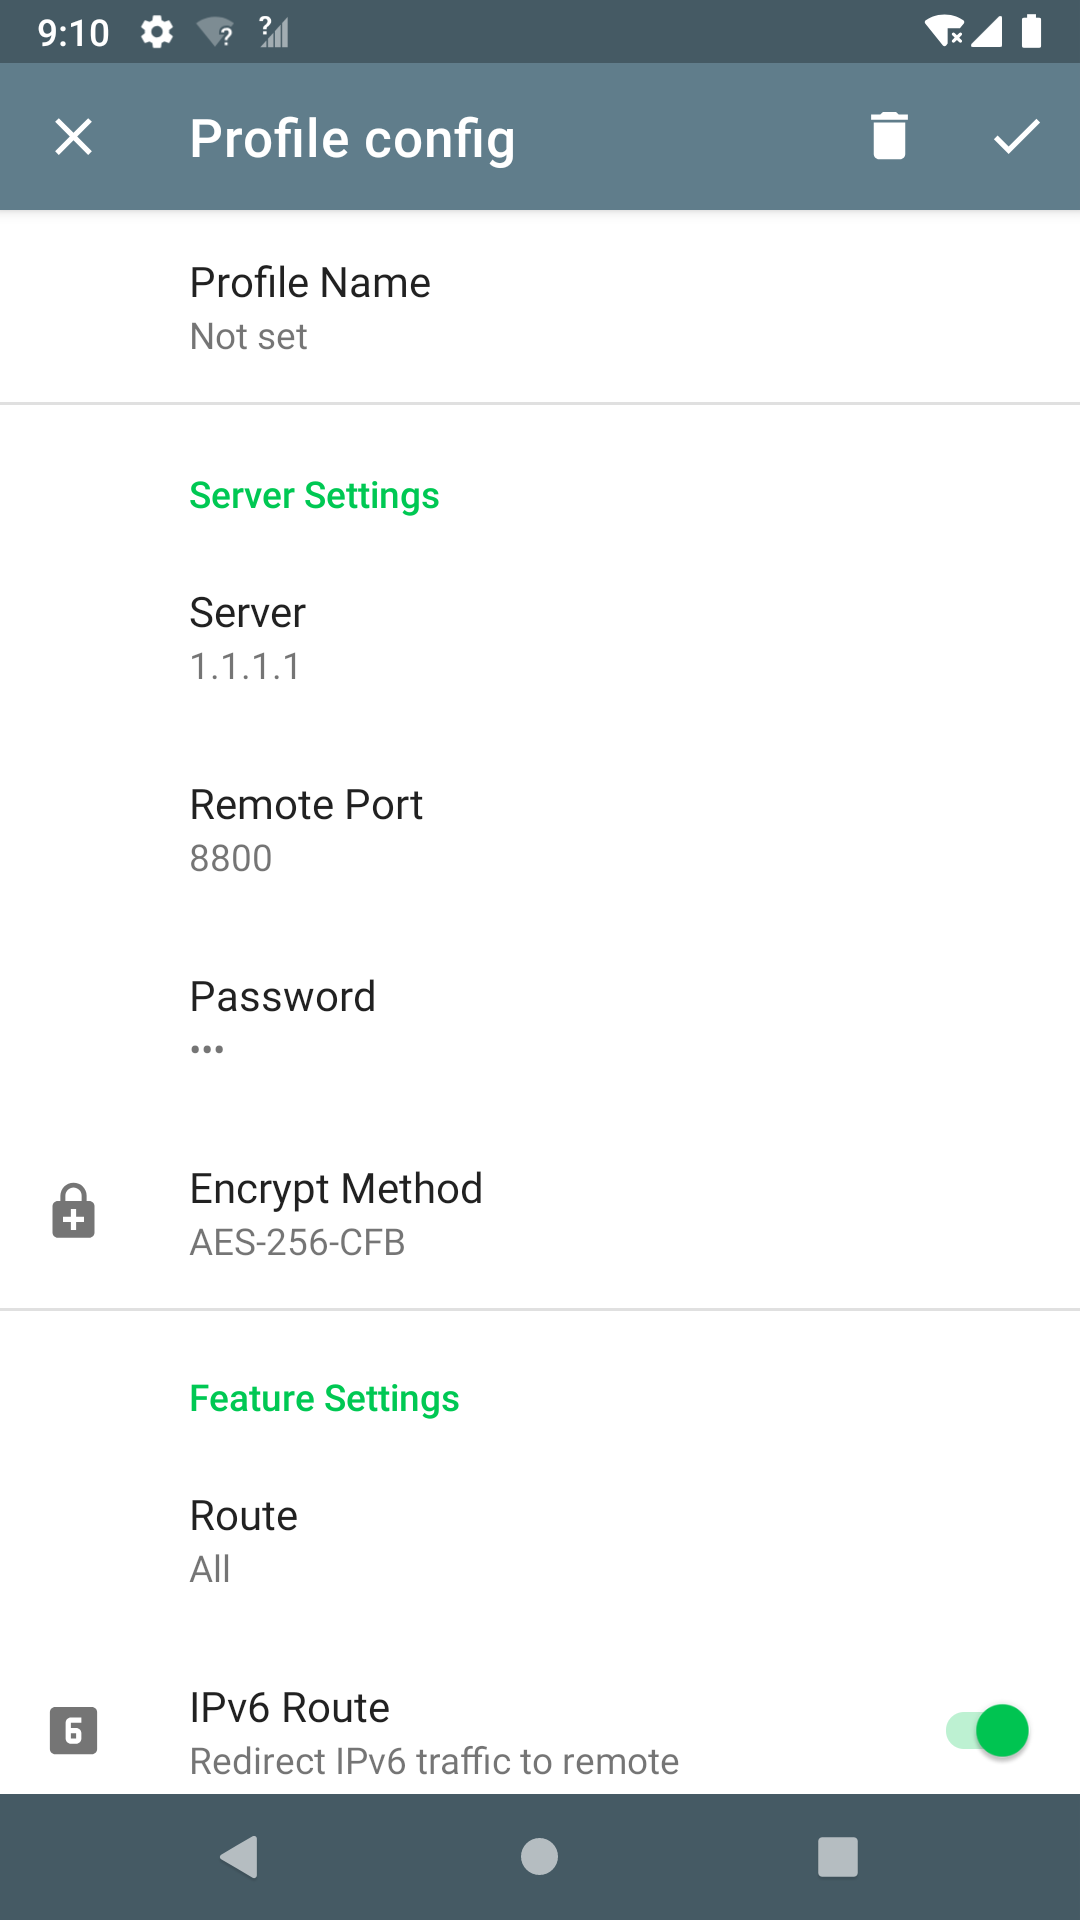 9:10
Profile config
Profile Name
Not set
Server Settings
Server
1.1.1.1
Remote Port
8800
Password
•••
Encrypt Method
AES-256-CFB
Feature Settings
Route
All
6
IPv6 Route
Redirect IPv6 traffic to remote